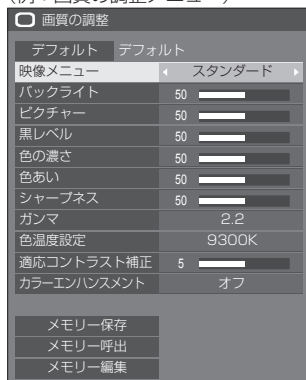 (例：画質の調整メニュー)
画質の調整
デフォルト デフォルト
映像メニュー スタンダード
バックライト 50
ピクチャー 50
黒レベル 50
色の濃さ 50
色あい 50
シャープネス 50
ガンマ 2.2
色温度設定 9300K
適応コントラスト補正 5
カラーエンハンスメント オフ
メモリー保存
メモリー呼出
メモリー編集